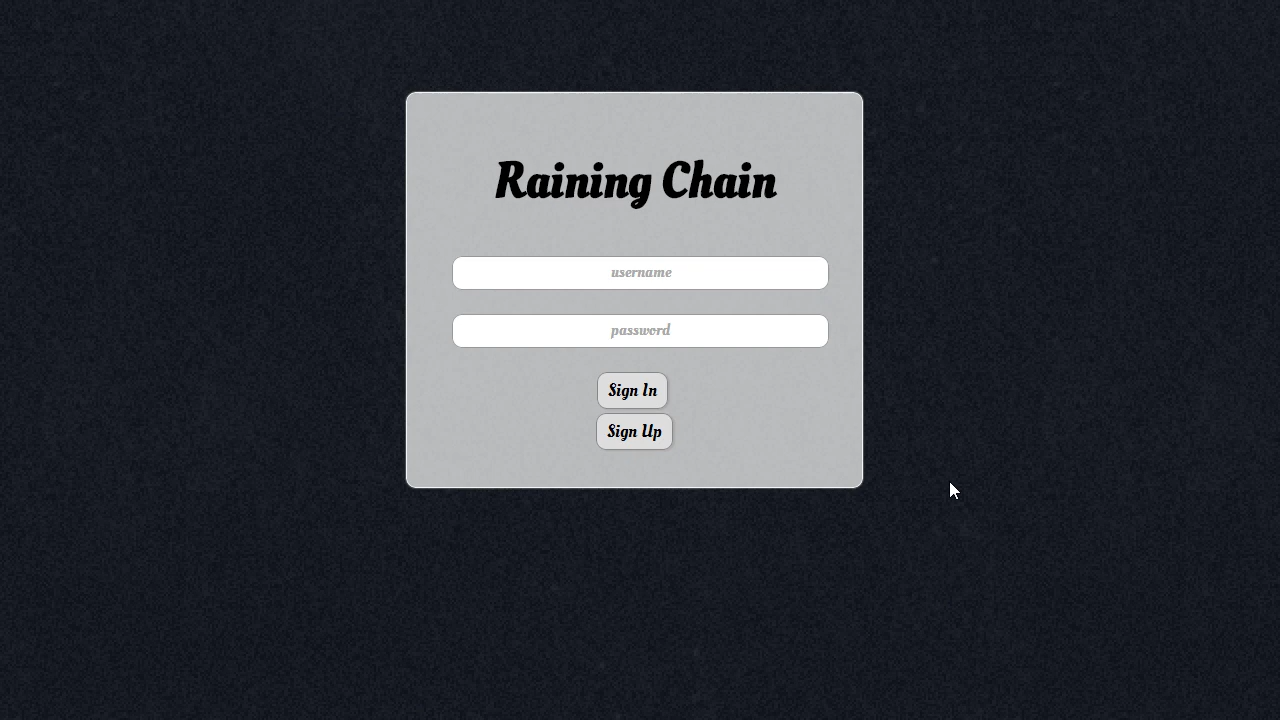 Raining Chain
username
password
Sign In
Sign Up